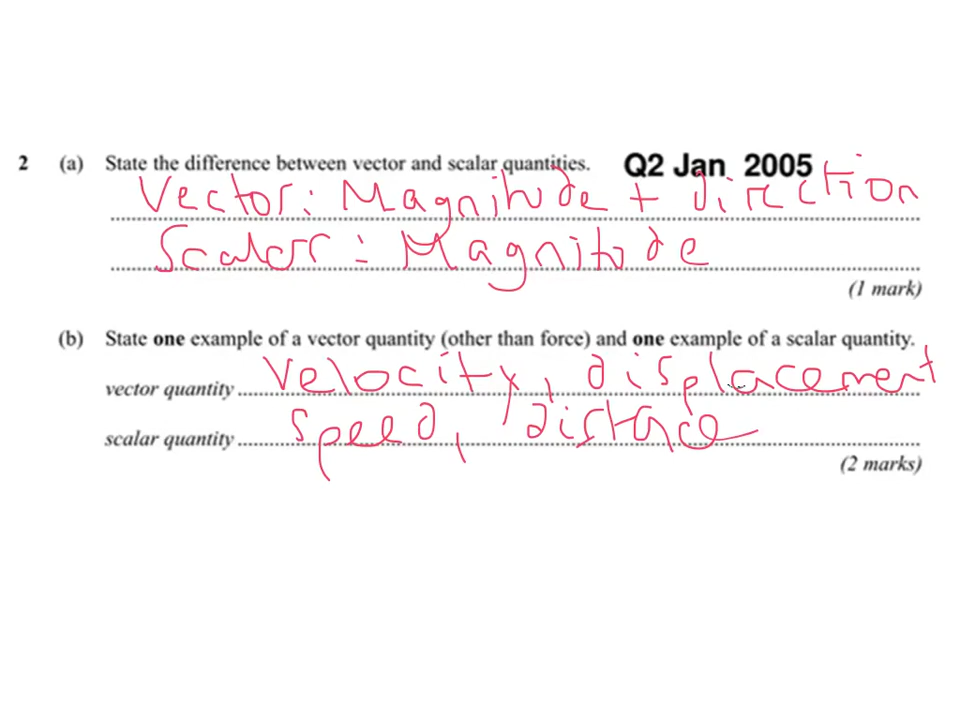 2 (a) State the difference between vector and scalar quantities. Q2 Jan 2005
Vector: Magnitude + direction
Scalar: Magnitude
(1 mark)
(b) State one example of a vector quantity (other than force) and one example of a scalar quantity.
vector quantity velocity, displacement
scalar quantity speed, distance
(2 marks)